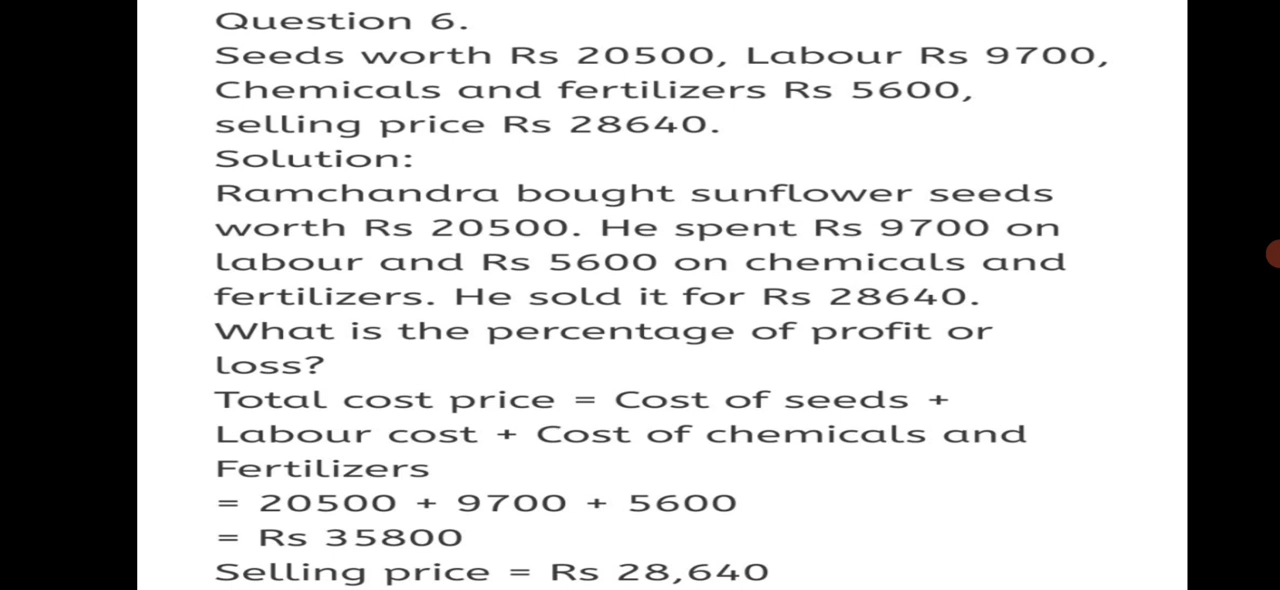 Question 6.
Seeds worth Rs 20500, Labour Rs 9700,
Chemicals and fertilizers Rs 5600,
selling price Rs 28640.
Solution:
Ramchandra bought sunflower seeds
worth Rs 20500. He spent Rs 9700 on
labour and Rs 5600 on chemicals and
fertilizers. He sold it for Rs 28640.
What is the percentage of profit or
loss?
Total cost price = Cost of seeds +
Labour cost + Cost of chemicals and
Fertilizers
= 20500 + 9700 + 5600
= Rs 35800
Selling price = Rs 28,640